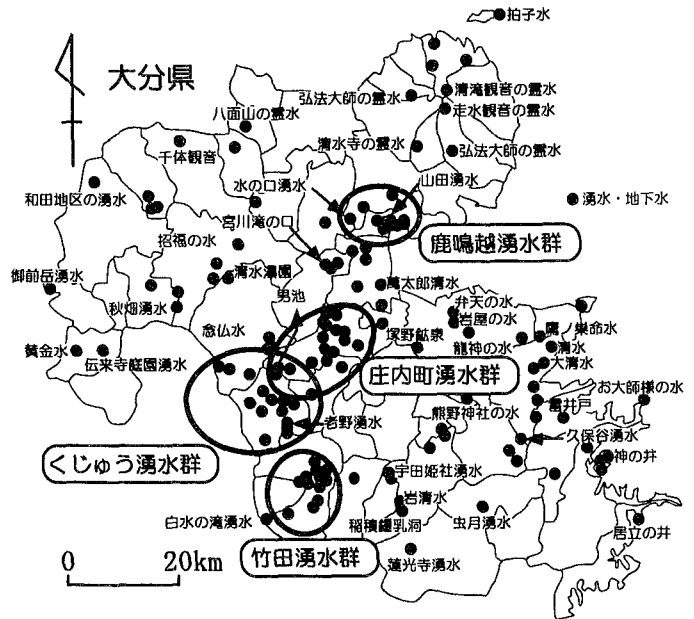 拍子水
大分県
清滝観音の霊水
弘法大師の霊水
走水観音の霊水
八面山の霊水
清水寺の霊水
弘法大師の霊水
千体観音
山田湧水
水の口湧水
和田地区の湧水
湧水・地下水
宮川滝の口
招福の水
鹿鳴越湧水群
御前岳湧水
清水瀑園
萬太郎清水
男池
秋畑湧水
弁天の水
岩屋の水
鷹ノ巣命水
念仏水
塚野鉱泉
黄金水
龍神の水
清水
伝来寺庭園湧水
大清水
庄内町湧水群
お大師様の水
雷井戸
熊野神社の水
老野湧水
久保谷湧水
くじゅう湧水群
神の井
宇田姫社湧水
岩清水
白水の滝湧水
稲積鍾乳洞
虫月湧水
居立の井
竹田湧水群
蓮光寺湧水
0 20km